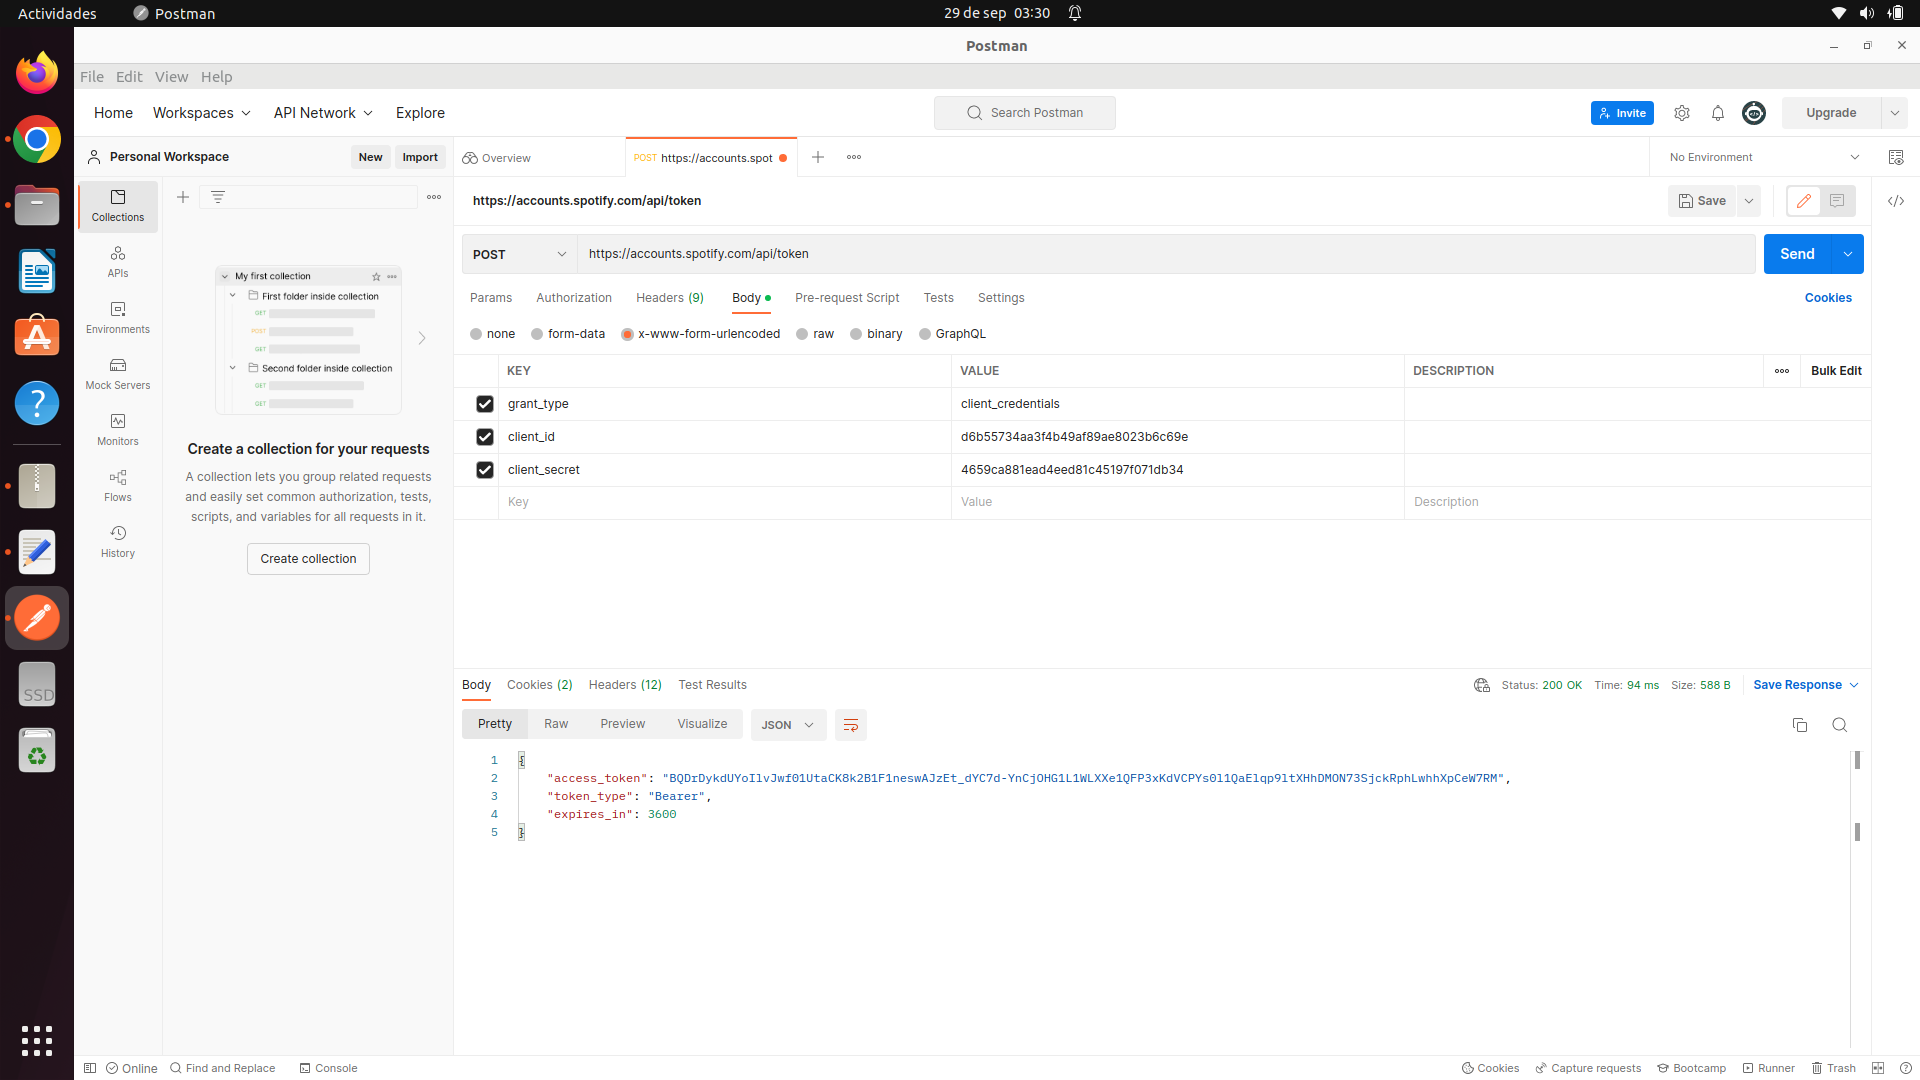 Actividades
Postman
29 de sep 03:30
Postman
File Edit View Help
Home
Workspaces
API Network
Explore
Search Postman
Invite
Upgrade
Personal Workspace
New
Import
Overview
POST https://accounts.spot
No Environment
Collections
APIs
Environments
Mock Servers
Monitors
Flows
History
My first collection
First folder inside collection
GET
POST
GET
Second folder inside collection
GET
GET
Create a collection for your requests
A collection lets you group related requests
and easily set common authorization, tests,
scripts, and variables for all requests in it.
Create collection
https://accounts.spotify.com/api/token
Save
POST
https://accounts.spotify.com/api/token
Send
Params
Authorization
Headers (9)
Body
Pre-request Script
Tests
Settings
Cookies
none
form-data
x-www-form-urlencoded
raw
binary
GraphQL
KEY VALUE DESCRIPTION
Bulk Edit
grant_type client_credentials
client_id d6b55734aa3f4b49af89ae8023b6c69e
client_secret 4659ca881ead4eed81c45197f071db34
Key Value Description
Body
Cookies (2)
Headers (12)
Test Results
Status: 200 OK
Time: 94 ms
Size: 588 B
Save Response
Pretty
Raw
Preview
Visualize
JSON
1 {
2 "access_token": "BQDrDykdUYoIlvJwf01UtaCK8k2B1F1neswAJzEt_dYC7d-YnCjOHG1L1WLXXe1QFP3xKdVCPYs0l1QaElqp9ltXHhDMON73SjckRphLwhhXpCeW7RM",
3 "token_type": "Bearer",
4 "expires_in": 3600
5 }
SSD
Online
Find and Replace
Console
Cookies
Capture requests
Bootcamp
Runner
Trash